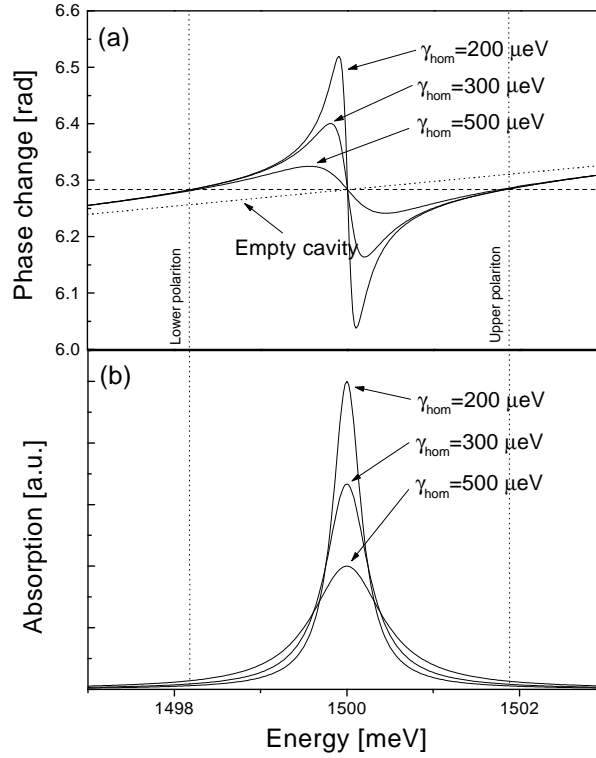 (a)
6.6
6.5
6.4
6.3
6.2
6.1
6.0
Phase change [rad]
γhom=200 μeV
γhom=300 μeV
γhom=500 μeV
Empty cavity
Lower polariton
Upper polariton
(b)
Absorption [a.u.]
γhom=200 μeV
γhom=300 μeV
γhom=500 μeV
1498
1500
1502
Energy [meV]